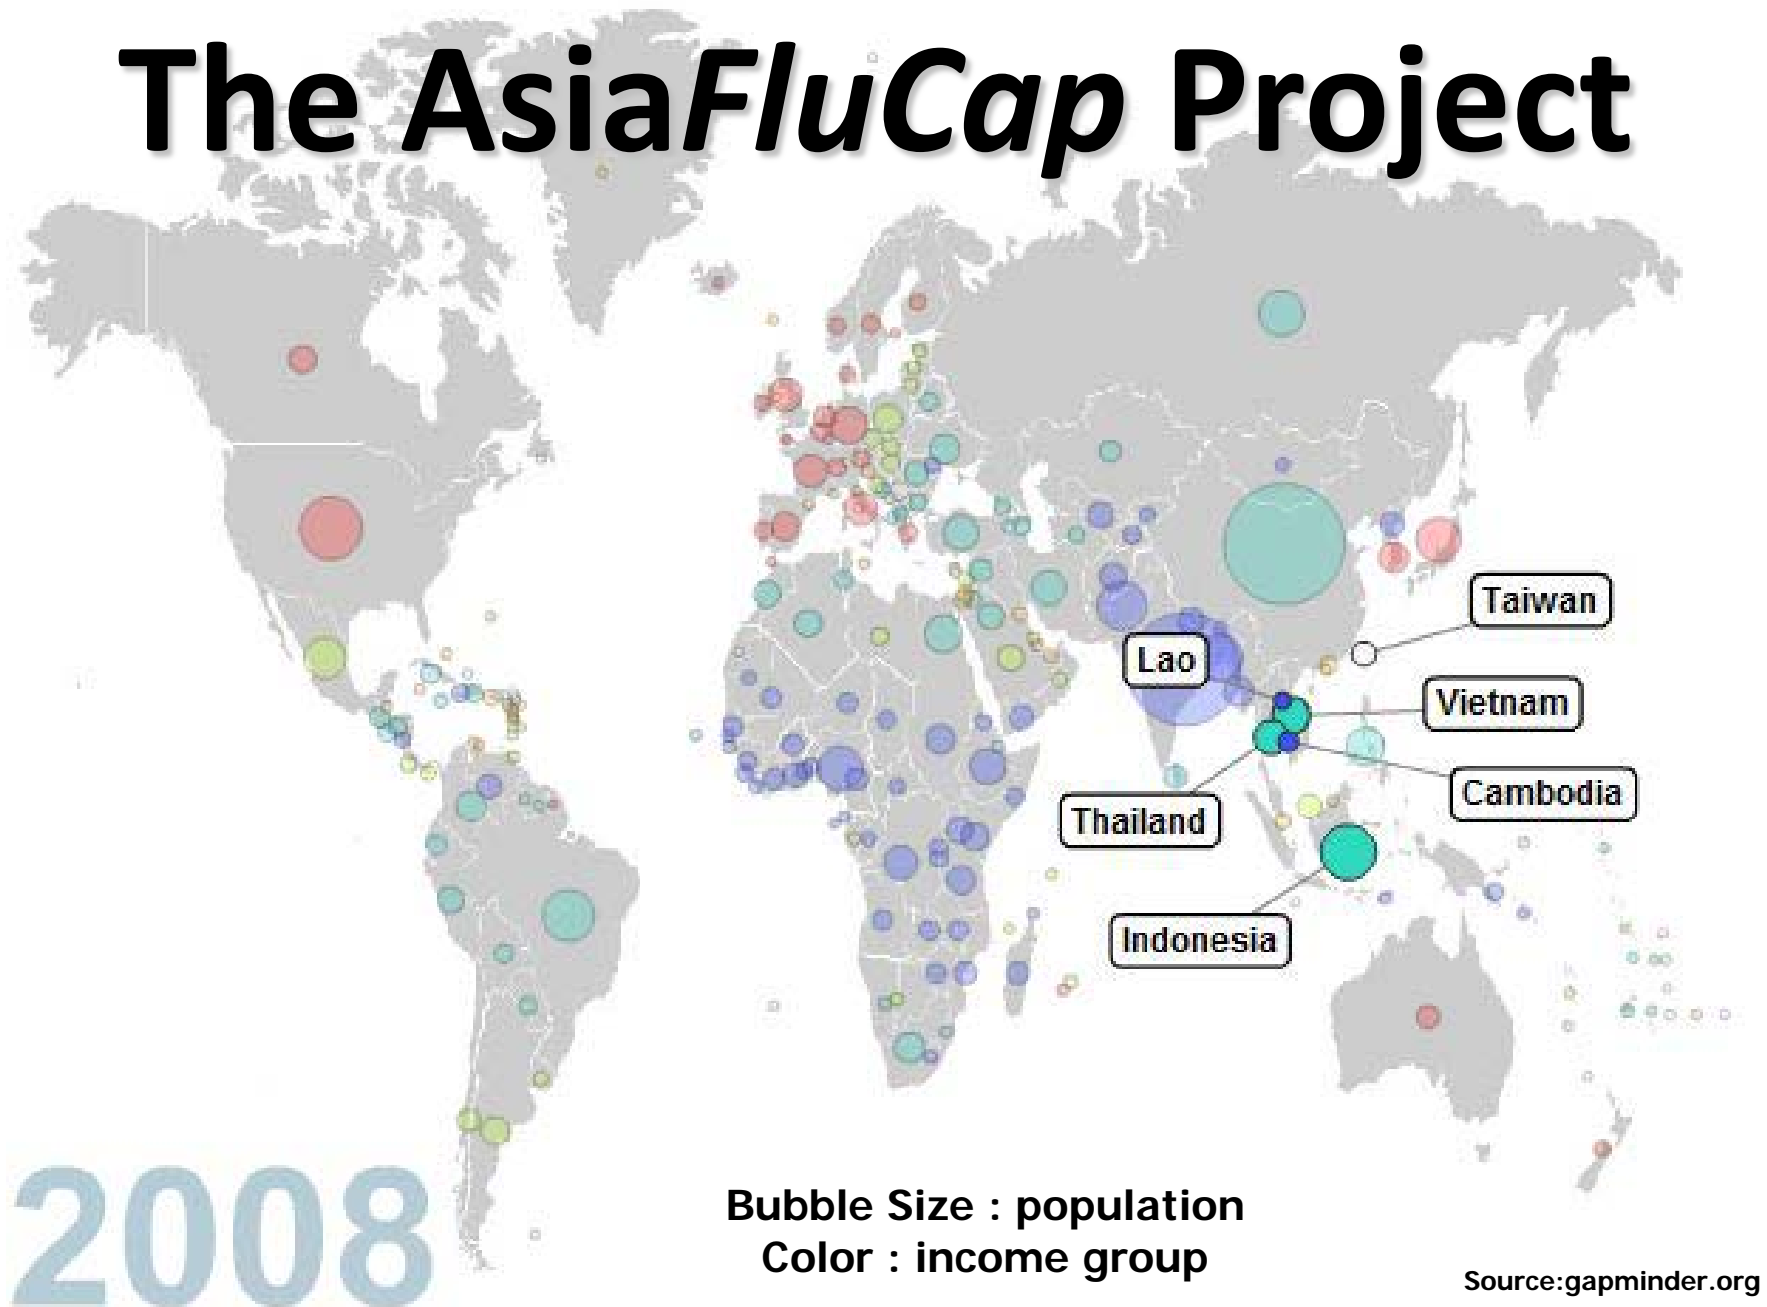 The AsiaFluCap Project
Taiwan
Lao
Vietnam
Cambodia
Thailand
Indonesia
2008
Bubble Size : population
Color : income group
Source:gapminder.org